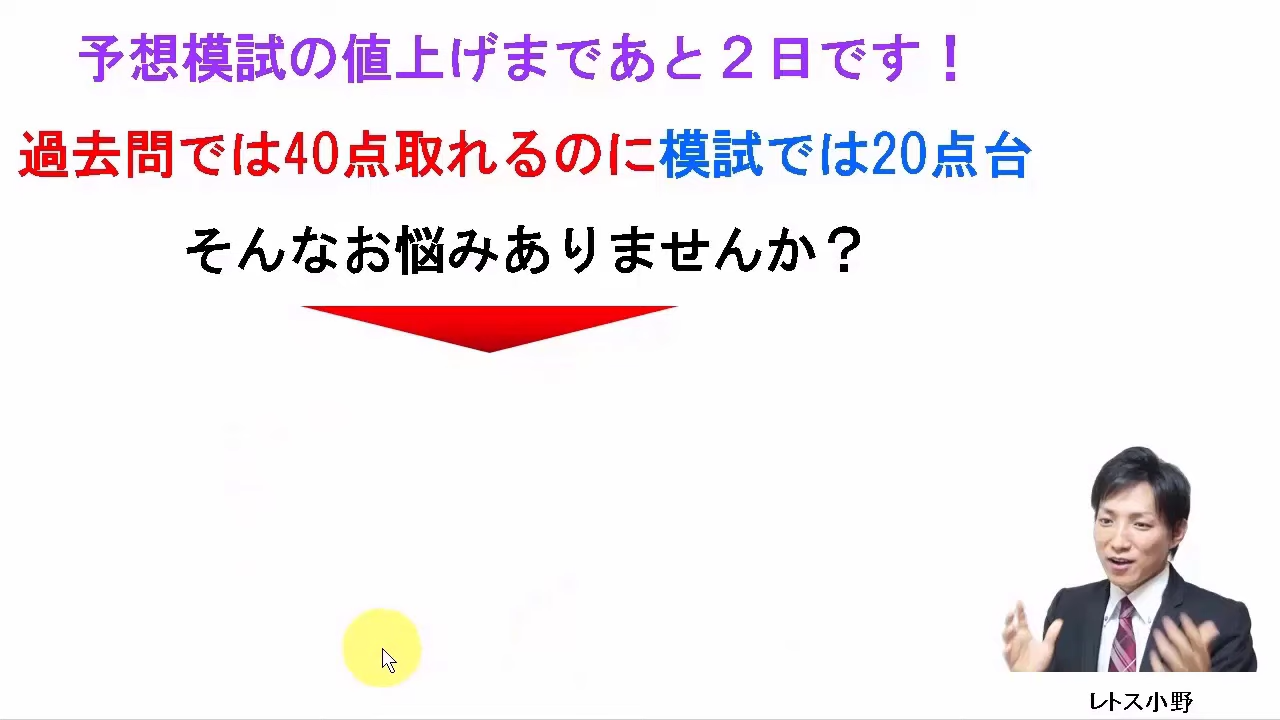 予想模試の値上げまであと２日です！
過去問では40点取れるのに模試では20点台
そんなお悩みありませんか？
レトス小野